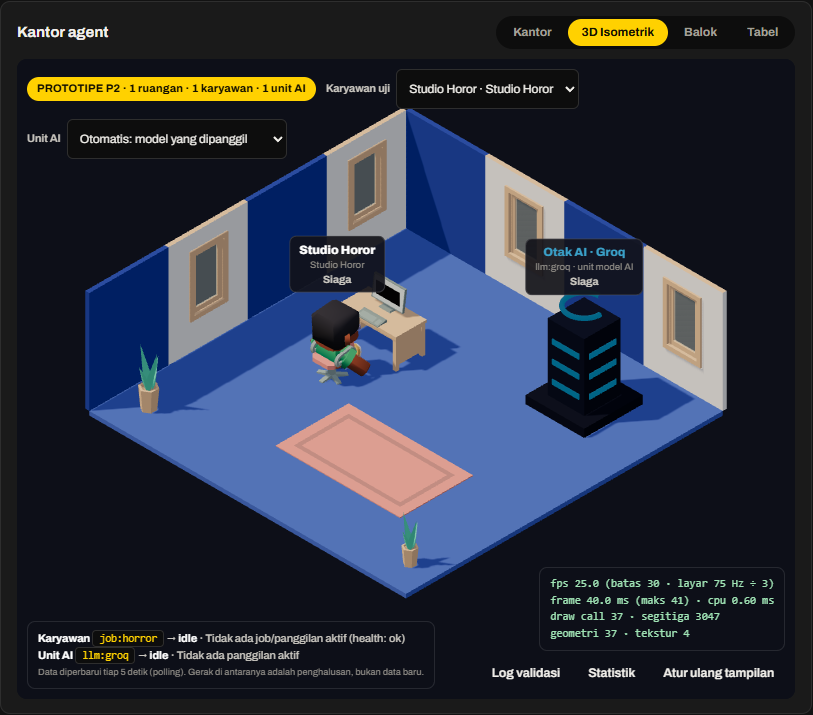 Kantor agent
Kantor
3D Isometrik
Balok
Tabel
PROTOTIPE P2 · 1 ruangan · 1 karyawan · 1 unit AI
Karyawan uji
Studio Horor · Studio Horor
Unit AI
Otomatis: model yang dipanggil
Studio Horor
Studio Horor
Siaga
Otak AI · Groq
llm:groq · unit model AI
Siaga
fps 25.0 (batas 30 · layar 75 Hz ÷ 3)
frame 40.0 ms (maks 41) · cpu 0.60 ms
draw call 37 · segitiga 3047
geometri 37 · tekstur 4
Karyawan job:horror → idle · Tidak ada job/panggilan aktif (health: ok)
Unit AI llm:groq → idle · Tidak ada panggilan aktif
Data diperbarui tiap 5 detik (polling). Gerak di antaranya adalah penghalusan, bukan data baru.
Log validasi
Statistik
Atur ulang tampilan